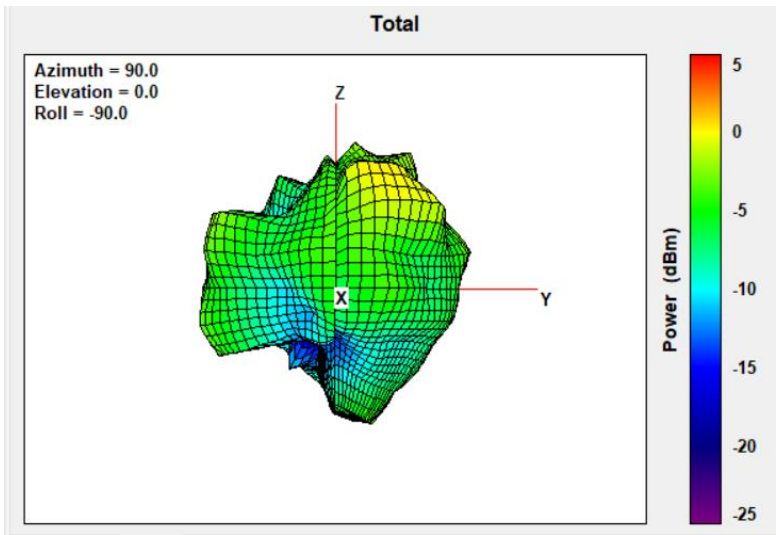 Total
Azimuth = 90.0
Elevation = 0.0
Roll = -90.0
Z
X
Y
5
0
-5
-10
-15
-20
-25
Power (dBm)